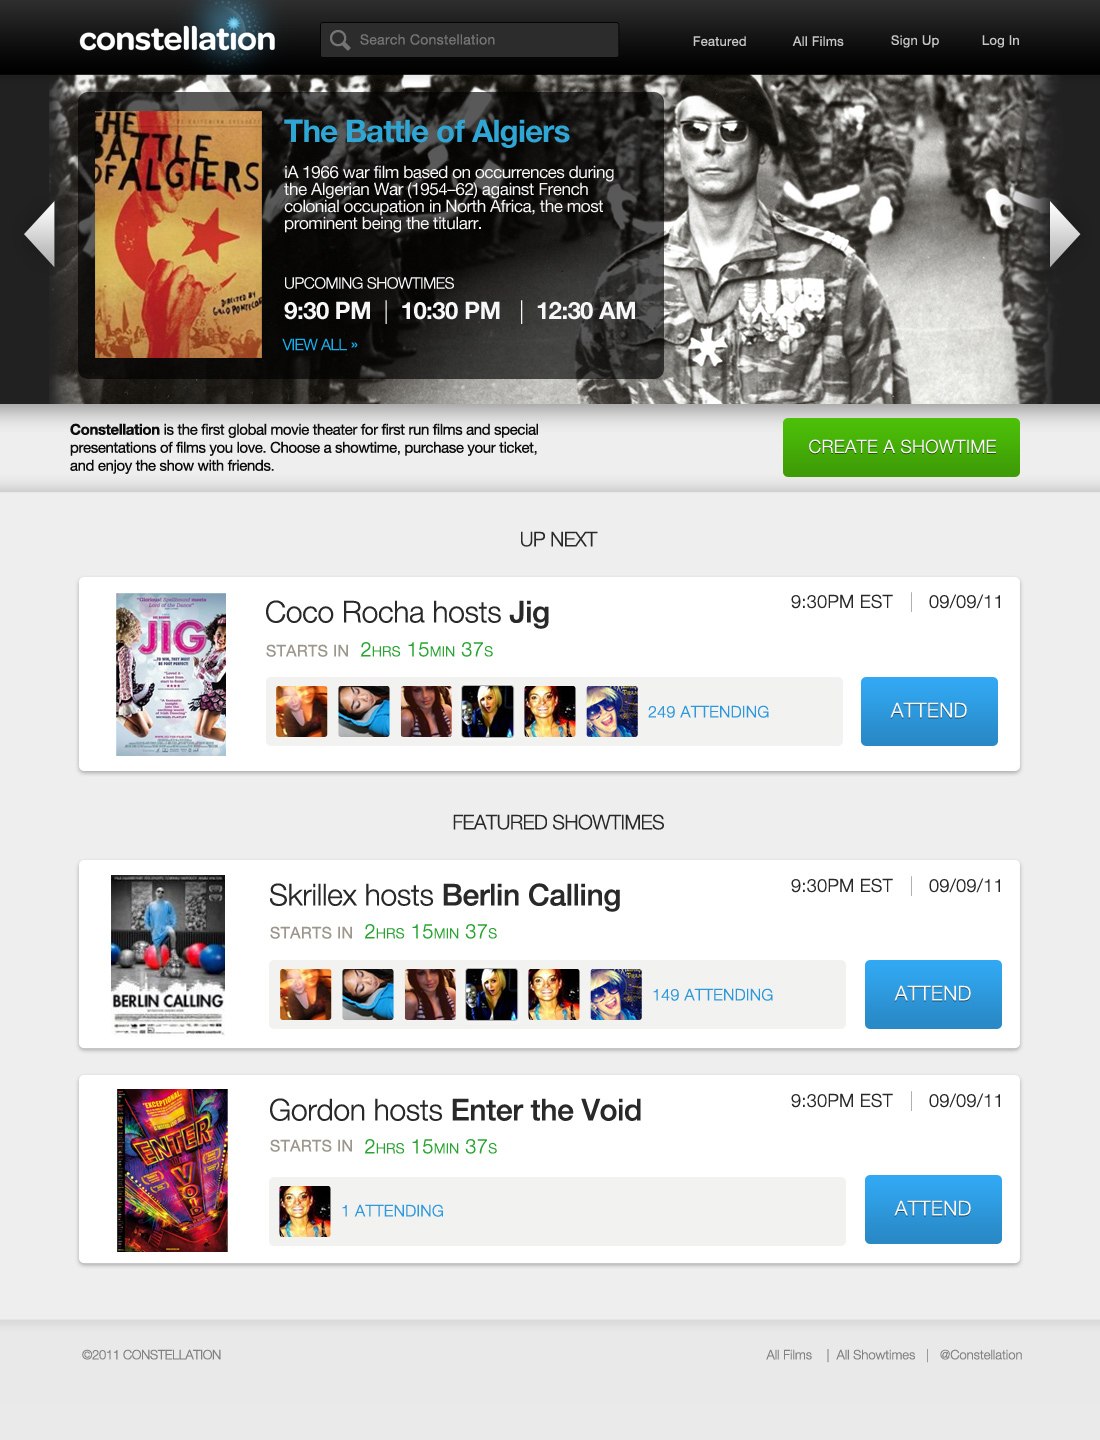 constellation
Search Constellation
Featured
All Films
Sign Up
Log In
THE
BATTLE
OF ALGIERS
DIRECTED BY
GILLO PONTECOR
The Battle of Algiers
iA 1966 war film based on occurrences during
the Algerian War (1954–62) against French
colonial occupation in North Africa, the most
prominent being the titularr.
UPCOMING SHOWTIMES
9:30 PM | 10:30 PM | 12:30 AM
VIEW ALL »
Constellation is the first global movie theater for first run films and special
presentations of films you love. Choose a showtime, purchase your ticket,
and enjoy the show with friends.
CREATE A SHOWTIME
UP NEXT
JIG
Coco Rocha hosts Jig
9:30PM EST | 09/09/11
STARTS IN 2HRS 15MIN 37S
249 ATTENDING
ATTEND
FEATURED SHOWTIMES
BERLIN CALLING
Skrillex hosts Berlin Calling
9:30PM EST | 09/09/11
STARTS IN 2HRS 15MIN 37S
149 ATTENDING
ATTEND
EXCEPTIONAL
ENTER
VOID
Gordon hosts Enter the Void
9:30PM EST | 09/09/11
STARTS IN 2HRS 15MIN 37S
1 ATTENDING
ATTEND
©2011 CONSTELLATION
All Films | All Showtimes | @Constellation